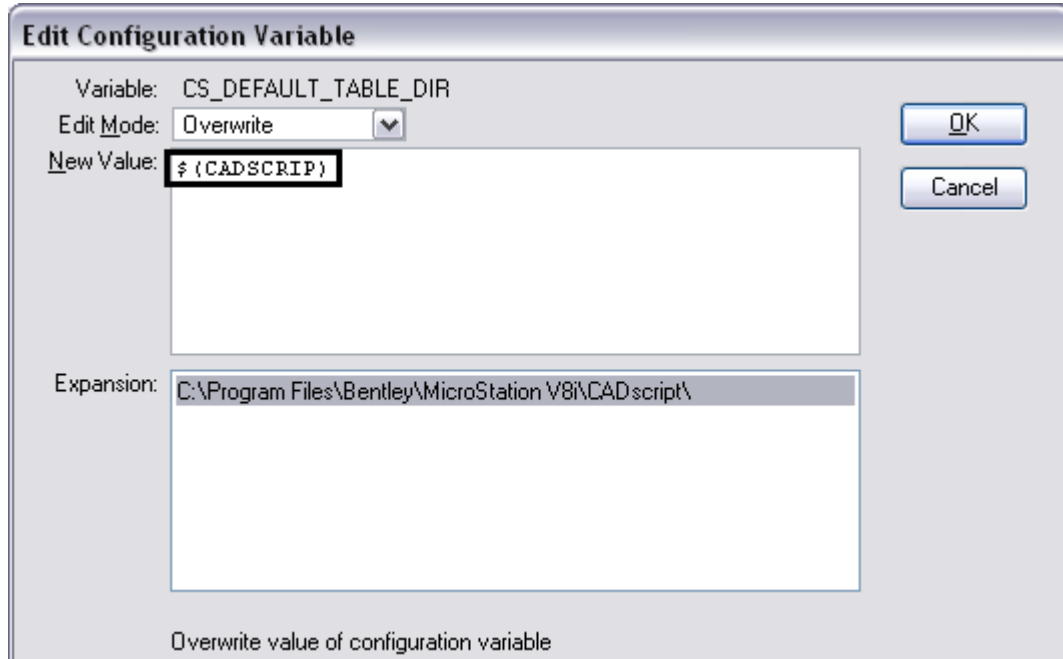 Edit Configuration Variable
Variable: CS_DEFAULT_TABLE_DIR
Edit Mode: Overwrite
OK
New Value: $(CADSCRIP)
Cancel
Expansion: C:\Program Files\Bentley\MicroStation V8i\CADscript\
Overwrite value of configuration variable